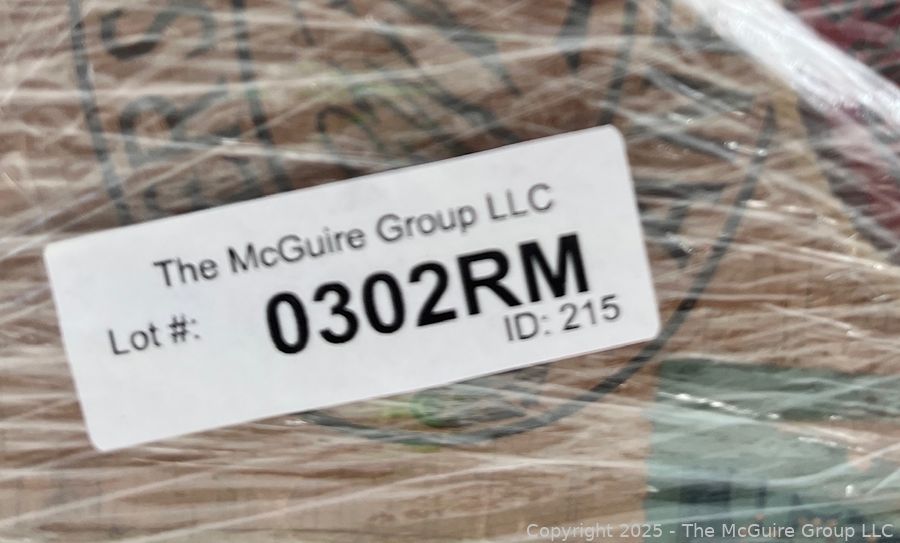 The McGuire Group LLC
Lot #: 0302RM
ID: 215
Copyright 2025 - The McGuire Group LLC